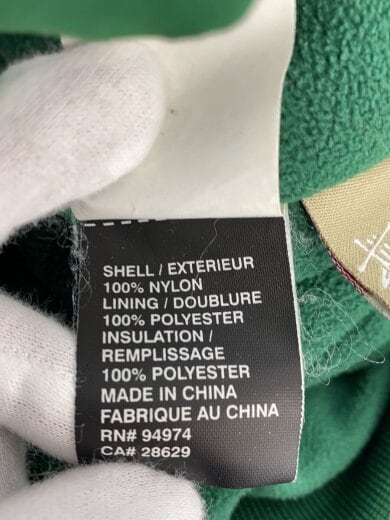 SHELL / EXTERIEUR
100% NYLON
LINING / DOUBLURE
100% POLYESTER
INSULATION /
REMPLISSAGE
100% POLYESTER
MADE IN CHINA
FABRIQUE AU CHINA
RN# 94974
CA# 28629